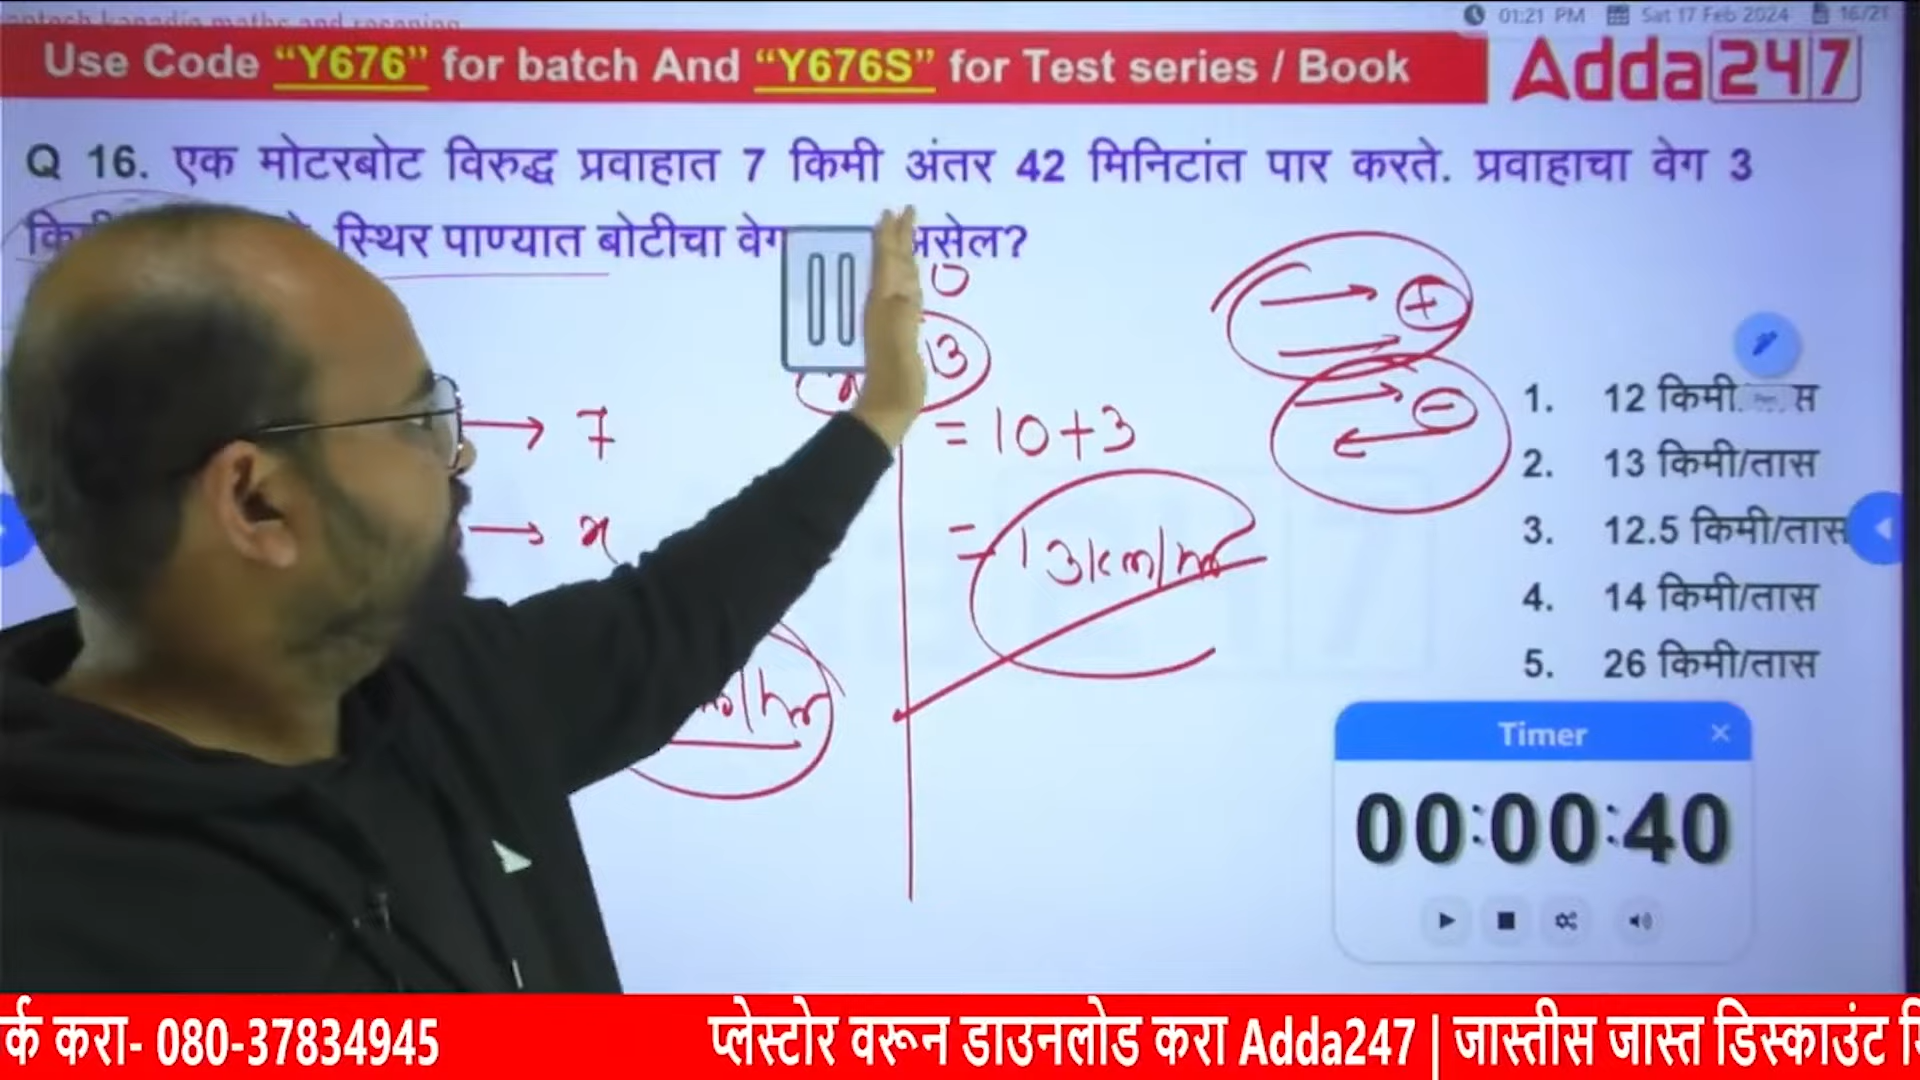 01:21 PM Sat 17 Feb 2024 16/21
Use Code “Y676” for batch And “Y676S” for Test series / Book
Adda247
Q 16. एक मोटरबोट विरुद्ध प्रवाहात 7 किमी अंतर 42 मिनिटांत पार करते. प्रवाहाचा वेग 3
स्थिर पाण्यात बोटीचा वेग असेल?
+
13
-
→ 7
= 10+3
→ x
= 13km/hr
1. 12 किमी
2. 13 किमी/तास
3. 12.5 किमी/तास
4. 14 किमी/तास
5. 26 किमी/तास
Timer
00:00:40
र्क करा- 080-37834945
प्लेस्टोर वरून डाउनलोड करा Adda247 | जास्तीस जास्त डिस्काउंट